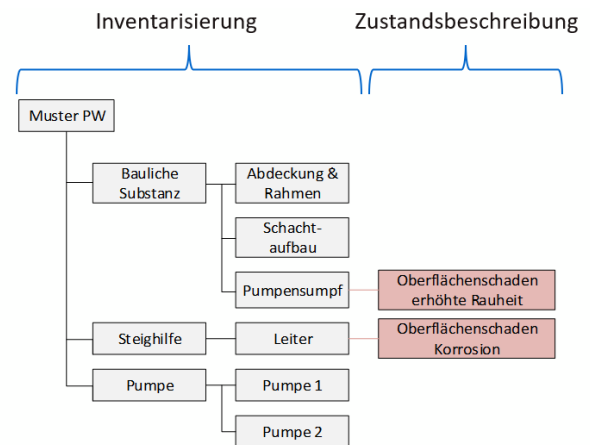 Inventarisierung
Zustandsbeschreibung
Muster PW
Bauliche
Substanz
Abdeckung &
Rahmen
Schacht-
aufbau
Pumpensumpf
Oberflächenschaden
erhöhte Rauheit
Steighilfe
Leiter
Oberflächenschaden
Korrosion
Pumpe
Pumpe 1
Pumpe 2